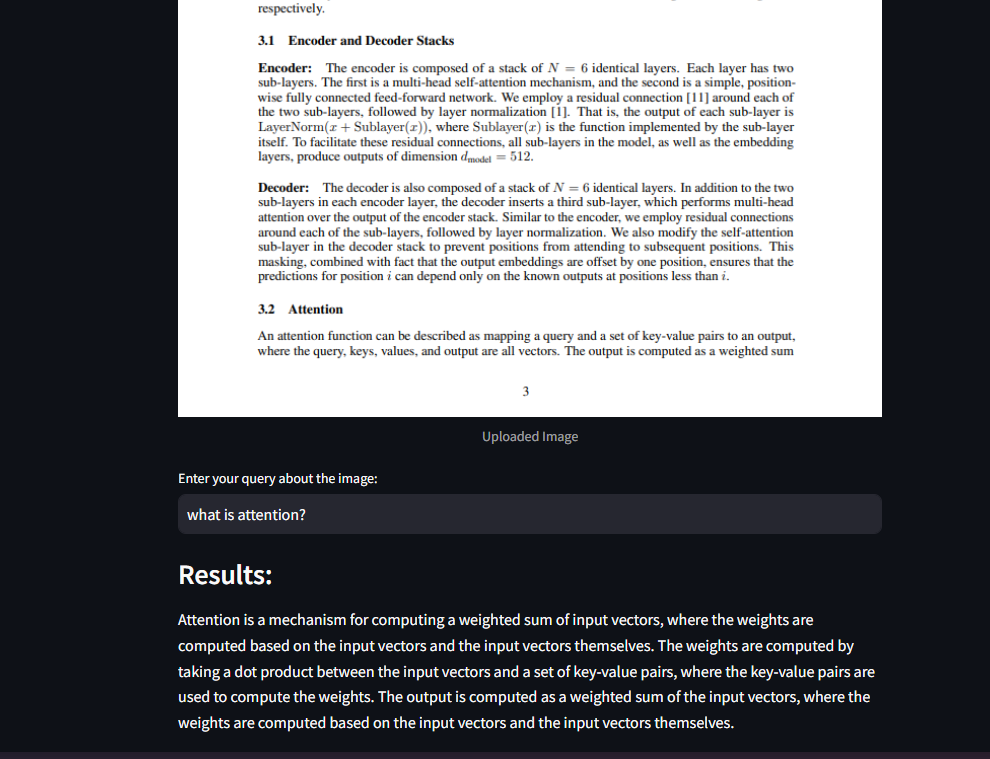 respectively.
3.1 Encoder and Decoder Stacks
Encoder: The encoder is composed of a stack of N = 6 identical layers. Each layer has two
sub-layers. The first is a multi-head self-attention mechanism, and the second is a simple, position-
wise fully connected feed-forward network. We employ a residual connection [11] around each of
the two sub-layers, followed by layer normalization [1]. That is, the output of each sub-layer is
LayerNorm(x + Sublayer(x)), where Sublayer(x) is the function implemented by the sub-layer
itself. To facilitate these residual connections, all sub-layers in the model, as well as the embedding
layers, produce outputs of dimension dmodel = 512.
Decoder: The decoder is also composed of a stack of N = 6 identical layers. In addition to the two
sub-layers in each encoder layer, the decoder inserts a third sub-layer, which performs multi-head
attention over the output of the encoder stack. Similar to the encoder, we employ residual connections
around each of the sub-layers, followed by layer normalization. We also modify the self-attention
sub-layer in the decoder stack to prevent positions from attending to subsequent positions. This
masking, combined with fact that the output embeddings are offset by one position, ensures that the
predictions for position i can depend only on the known outputs at positions less than i.
3.2 Attention
An attention function can be described as mapping a query and a set of key-value pairs to an output,
where the query, keys, values, and output are all vectors. The output is computed as a weighted sum
3
Uploaded Image
Enter your query about the image:
what is attention?
Results:
Attention is a mechanism for computing a weighted sum of input vectors, where the weights are
computed based on the input vectors and the input vectors themselves. The weights are computed by
taking a dot product between the input vectors and a set of key-value pairs, where the key-value pairs are
used to compute the weights. The output is computed as a weighted sum of the input vectors, where the
weights are computed based on the input vectors and the input vectors themselves.